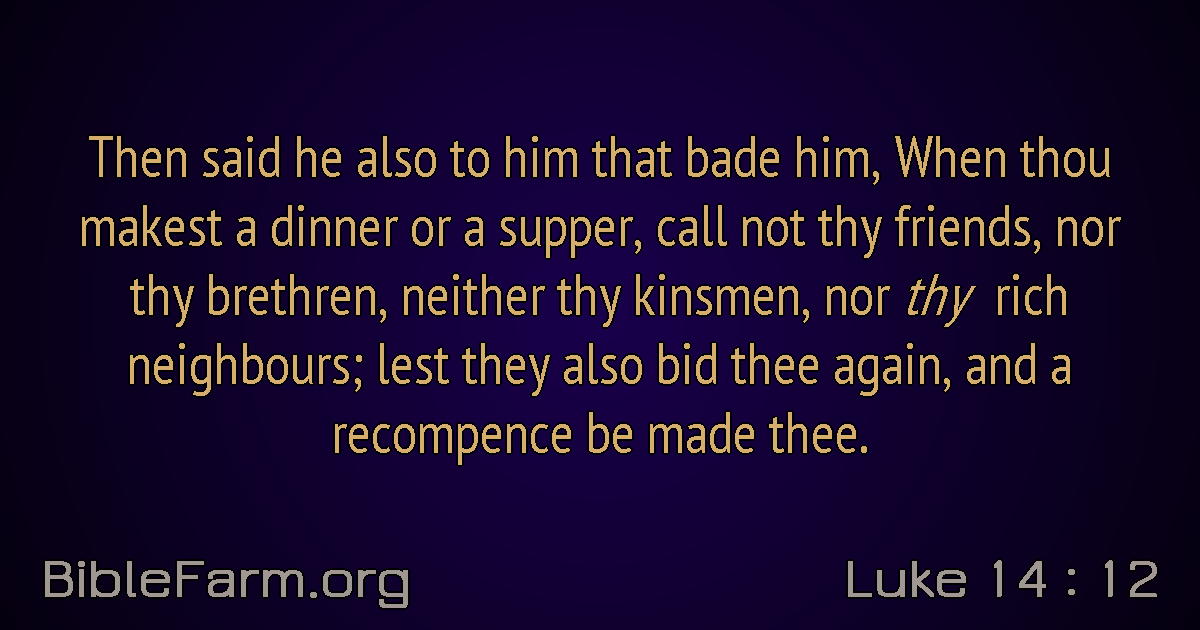 Then said he also to him that bade him, When thou
makest a dinner or a supper, call not thy friends, nor
thy brethren, neither thy kinsmen, nor thy rich
neighbours; lest they also bid thee again, and a
recompence be made thee.
BibleFarm.org
Luke 14 : 12